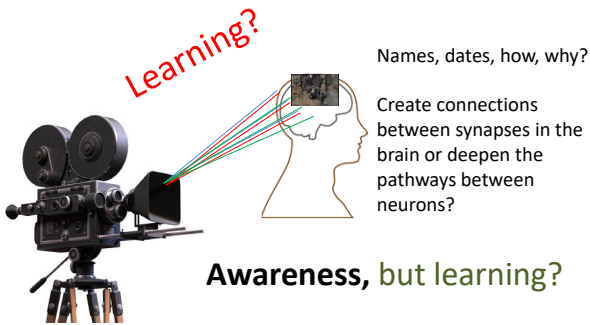 Learning?
Names, dates, how, why?
Create connections
between synapses in the
brain or deepen the
pathways between
neurons?
Awareness, but learning?